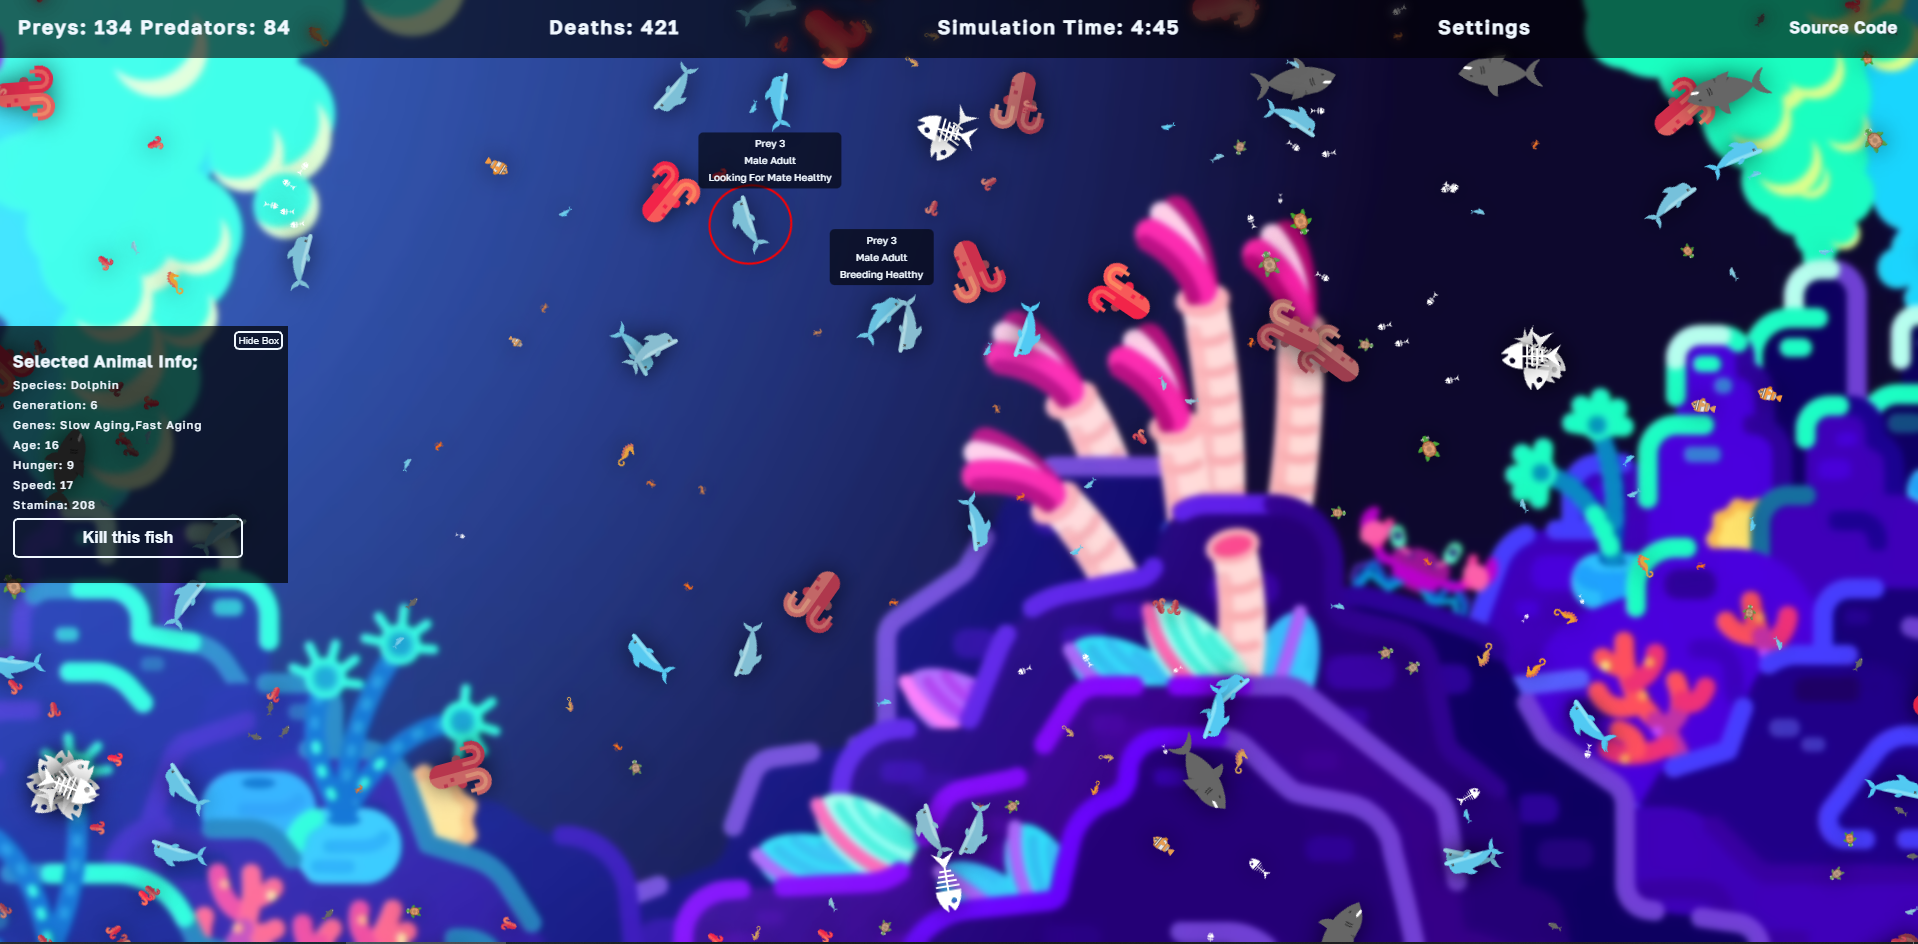 Preys: 134 Predators: 84
Deaths: 421
Simulation Time: 4:45
Settings
Source Code
Prey 3
Male Adult
Looking For Mate Healthy
Prey 3
Male Adult
Breeding Healthy
Hide Box
Selected Animal Info;
Species: Dolphin
Generation: 6
Genes: Slow Aging,Fast Aging
Age: 16
Hunger: 9
Speed: 17
Stamina: 208
Kill this fish